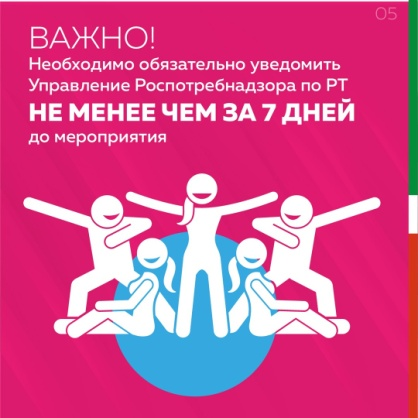 05
ВАЖНО!
Необходимо обязательно уведомить
Управление Роспотребнадзора по РТ
НЕ МЕНЕЕ ЧЕМ ЗА 7 ДНЕЙ
до мероприятия